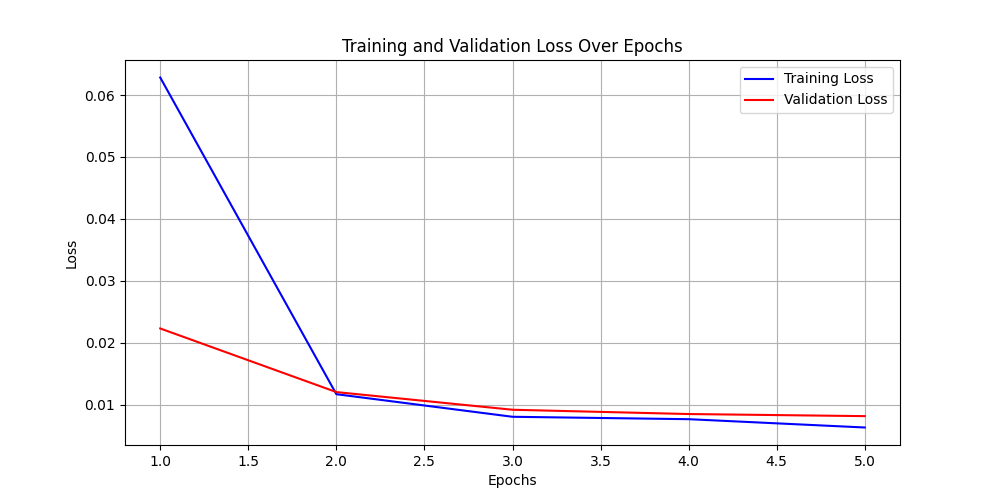 Training and Validation Loss Over Epochs
Training Loss
Validation Loss
0.06
0.05
0.04
0.03
0.02
0.01
Loss
1.0 1.5 2.0 2.5 3.0 3.5 4.0 4.5 5.0
Epochs